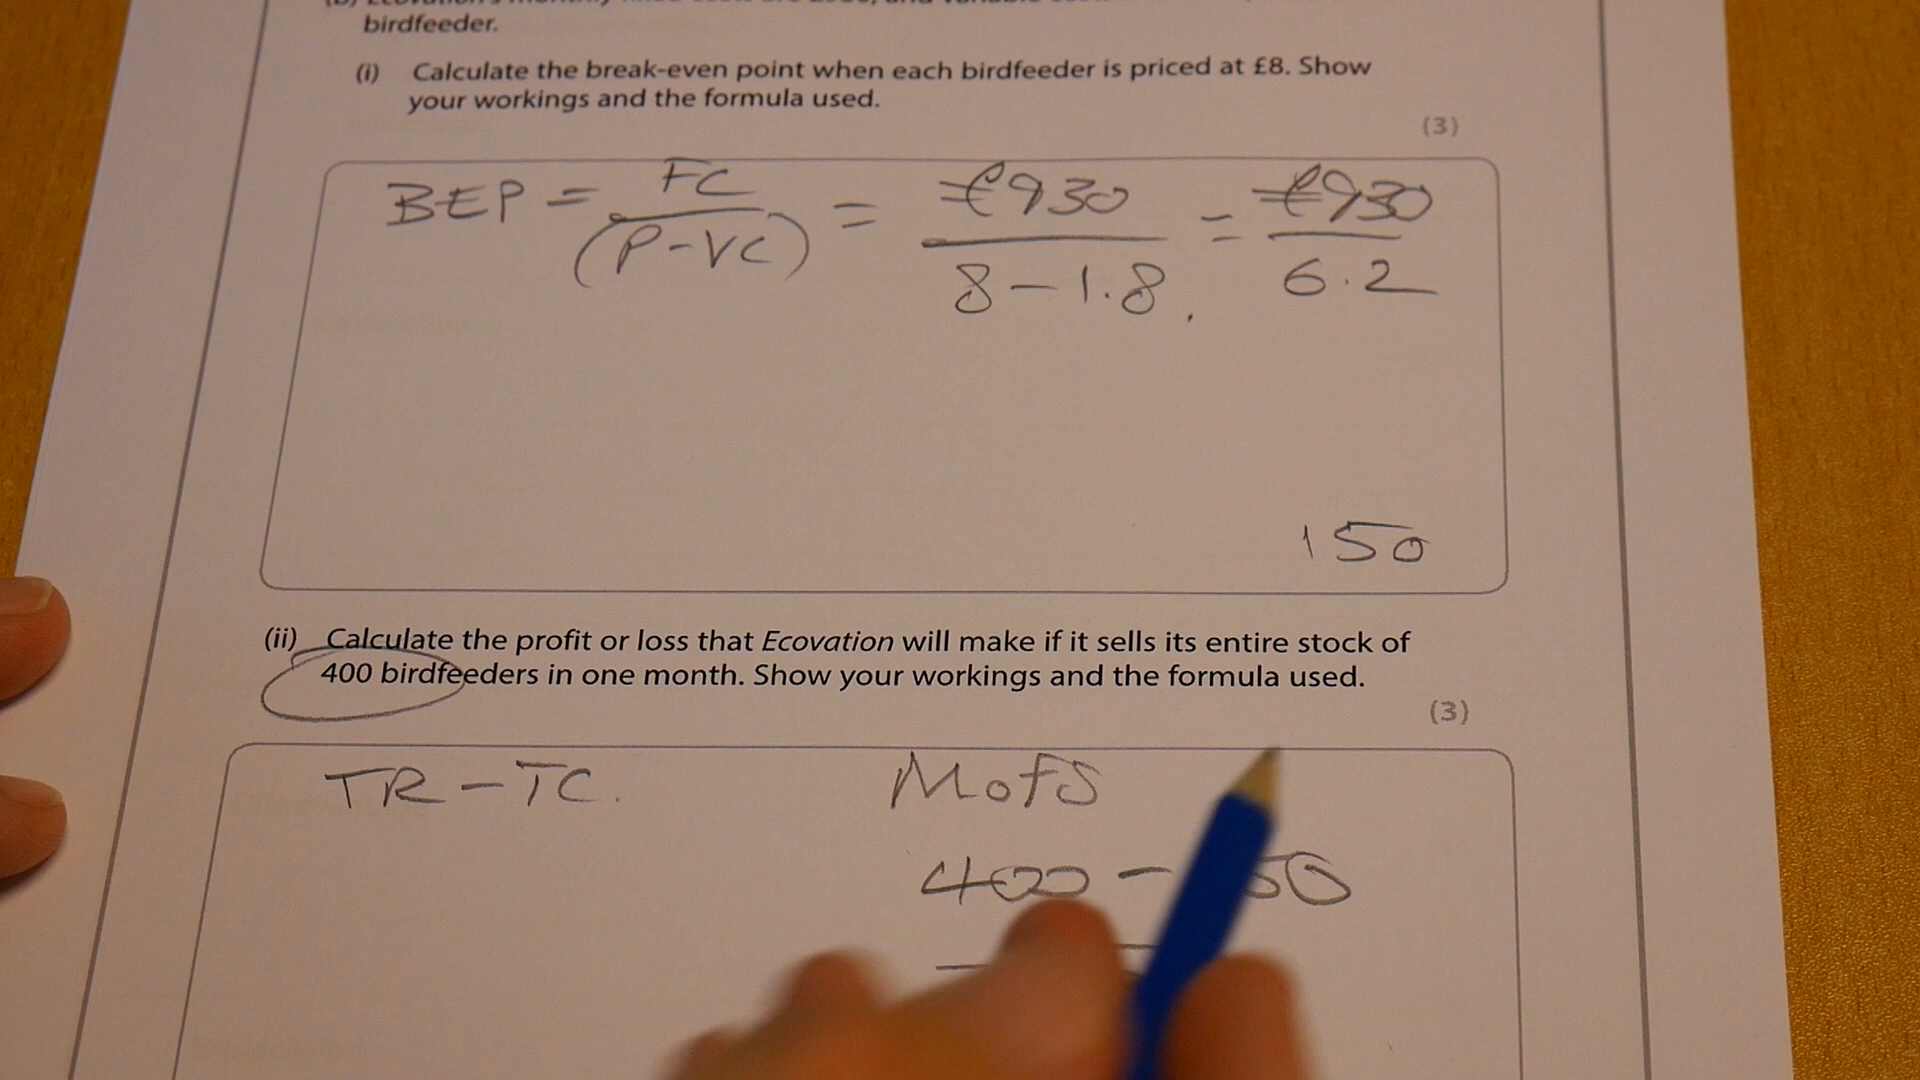 birdfeeder.
(i) Calculate the break-even point when each birdfeeder is priced at £8. Show
your workings and the formula used.
(3)
BEP = FC / (P-VC) = £930 / 8-1.8 = £930 / 6.2
150
(ii) Calculate the profit or loss that Ecovation will make if it sells its entire stock of
400 birdfeeders in one month. Show your workings and the formula used.
(3)
TR-TC. MofS
400 - 50